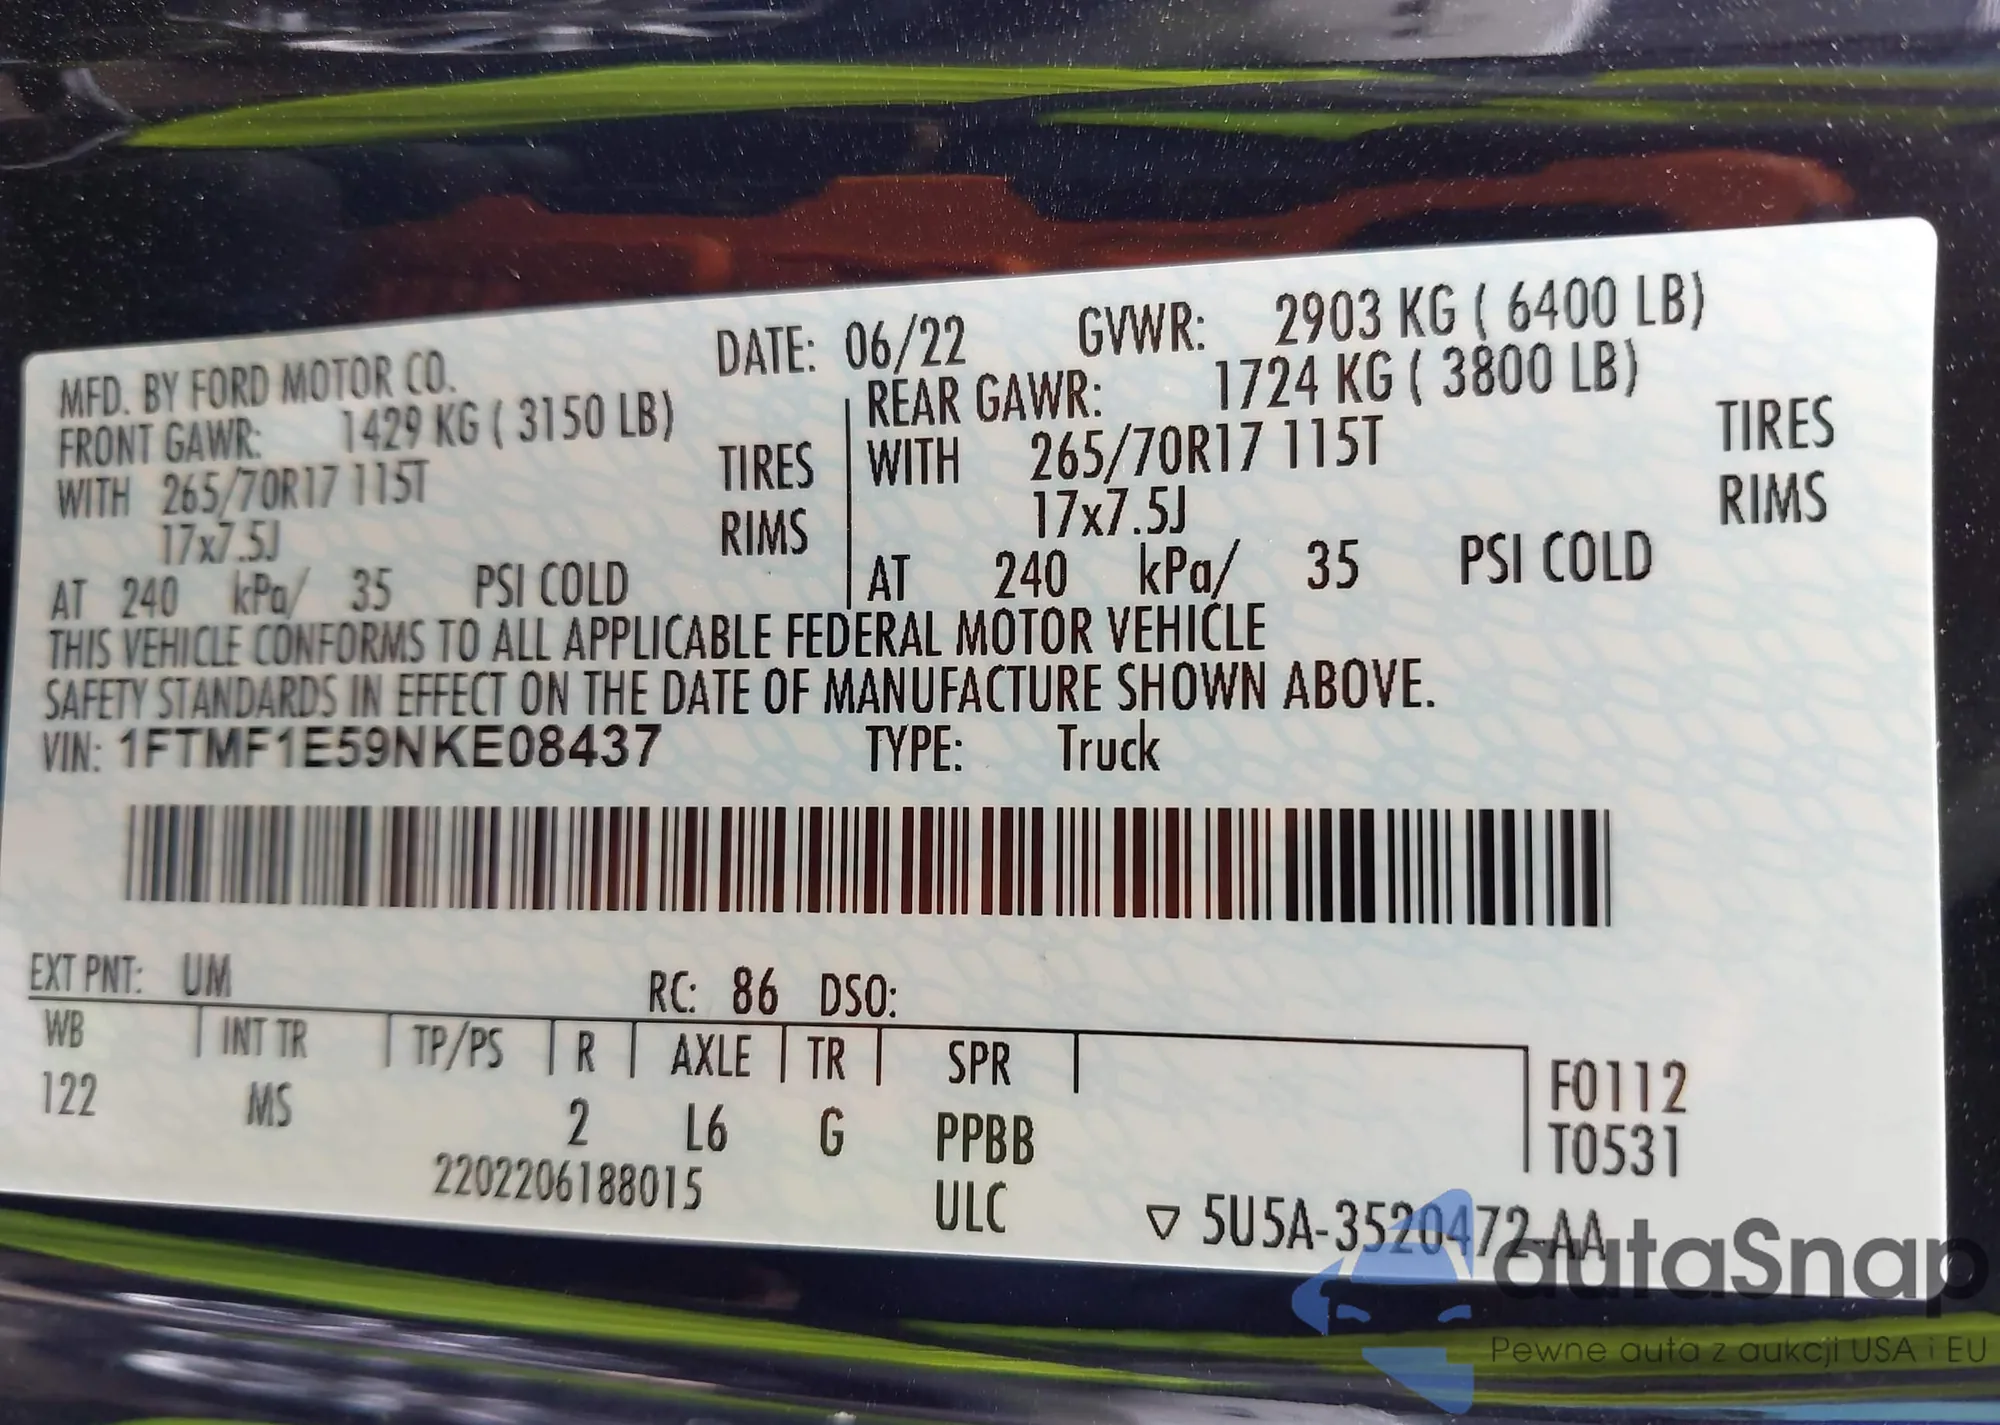 MFD. BY FORD MOTOR CO. DATE: 06/22 GVWR: 2903 KG ( 6400 LB)
FRONT GAWR: 1429 KG ( 3150 LB) REAR GAWR: 1724 KG ( 3800 LB)
WITH 265/70R17 115T TIRES WITH 265/70R17 115T TIRES
17x7.5J RIMS 17x7.5J RIMS
AT 240 kPa/ 35 PSI COLD AT 240 kPa/ 35 PSI COLD
THIS VEHICLE CONFORMS TO ALL APPLICABLE FEDERAL MOTOR VEHICLE
SAFETY STANDARDS IN EFFECT ON THE DATE OF MANUFACTURE SHOWN ABOVE.
VIN: 1FTMF1E59NKE08437 TYPE: Truck
EXT PNT: UM RC: 86 DSO:
WB INT TR TP/PS R AXLE TR SPR F0112
122 MS 2 L6 G PPBB T0531
2202206188015 ULC ▽ 5U5A-3520472-AA
autaSnap
Pewne auta z aukcji USA i EU